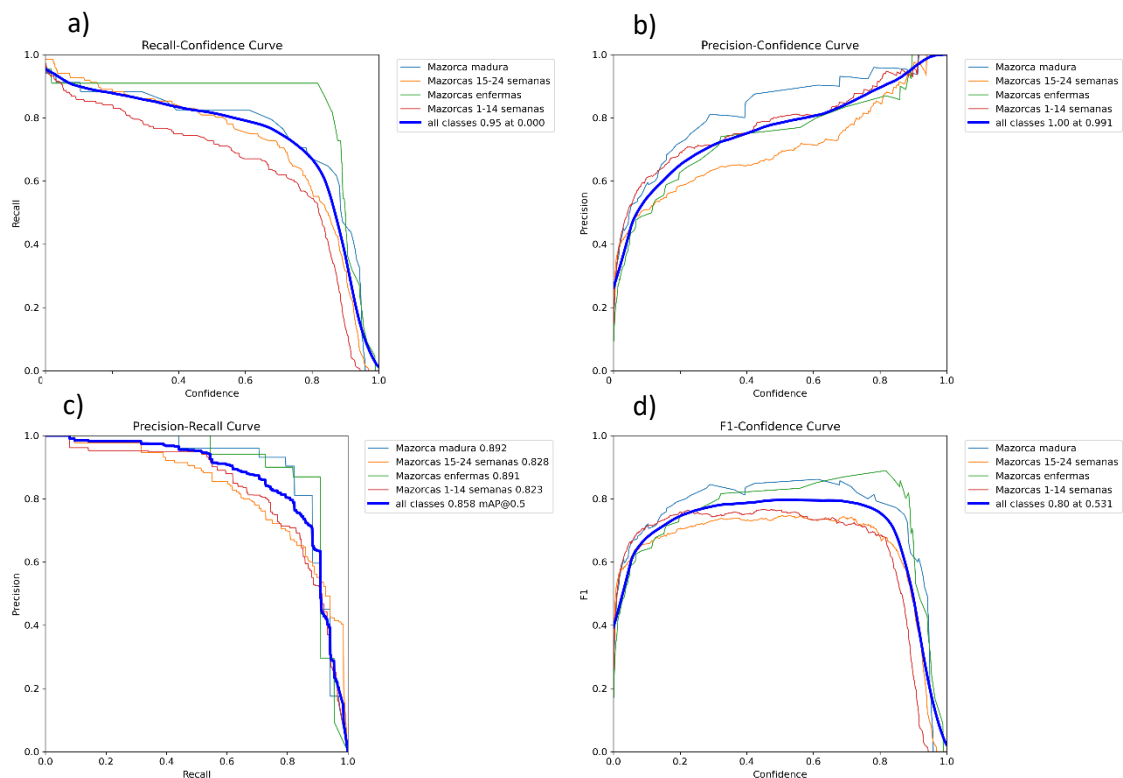 a)
Recall-Confidence Curve
1.0
0.8
0.6
0.4
0.2
0.0
Recall
0 0.4 0.6 0.8 1.0
Confidence
Mazorca madura
Mazorcas 15-24 semanas
Mazorcas enfermas
Mazorcas 1-14 semanas
all classes 0.95 at 0.000
b)
Precision-Confidence Curve
1.0
0.8
0.6
0.4
0.2
0.0
Precision
0 0.2 0.4 0.6 0.8 1.0
Confidence
Mazorca madura
Mazorcas 15-24 semanas
Mazorcas enfermas
Mazorcas 1-14 semanas
all classes 1.00 at 0.991
c)
Precision-Recall Curve
1.0
0.8
0.6
0.4
0.2
0.0
Precision
0.0 0.2 0.4 0.6 0.8 1.0
Recall
Mazorca madura 0.892
Mazorcas 15-24 semanas 0.828
Mazorcas enfermas 0.891
Mazorcas 1-14 semanas 0.823
all classes 0.858 mAP@0.5
d)
F1-Confidence Curve
1.0
0.8
0.6
0.4
0.2
0.0
F1
0.0 0.2 0.4 0.6 0.8 1.0
Confidence
Mazorca madura
Mazorcas 15-24 semanas
Mazorcas enfermas
Mazorcas 1-14 semanas
all classes 0.80 at 0.531